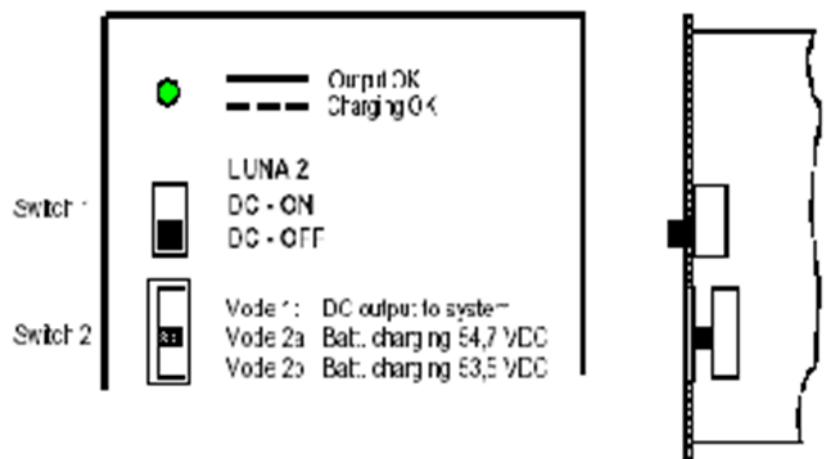 Output OK
Charging OK
LUNA 2
Switch 1
DC - ON
DC - OFF
Mode 1: DC output to system
Switch 2
Mode 2a Batt. charging 54,7 VDC
Mode 2b Batt. charging 53,5 VDC